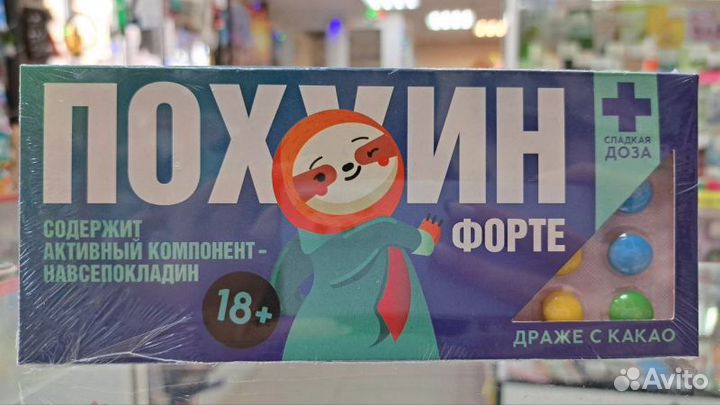 ПОХУИН
ФОРТЕ
СОДЕРЖИТ
АКТИВНЫЙ КОМПОНЕНТ-
НАВСЕПОКЛАДИН
18+
СЛАДКАЯ
ДОЗА
ДРАЖЕ С КАКАО
Avito